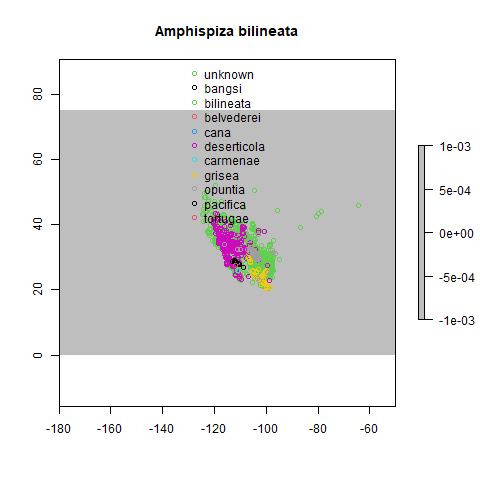 Amphispiza bilineata
unknown
bangsi
bilineata
belvederei
cana
deserticola
carmenae
grisea
opuntia
pacifica
tortugae
80
60
40
20
0
-180
-160
-140
-120
-100
-80
-60
1e-03
5e-04
0e+00
-5e-04
-1e-03